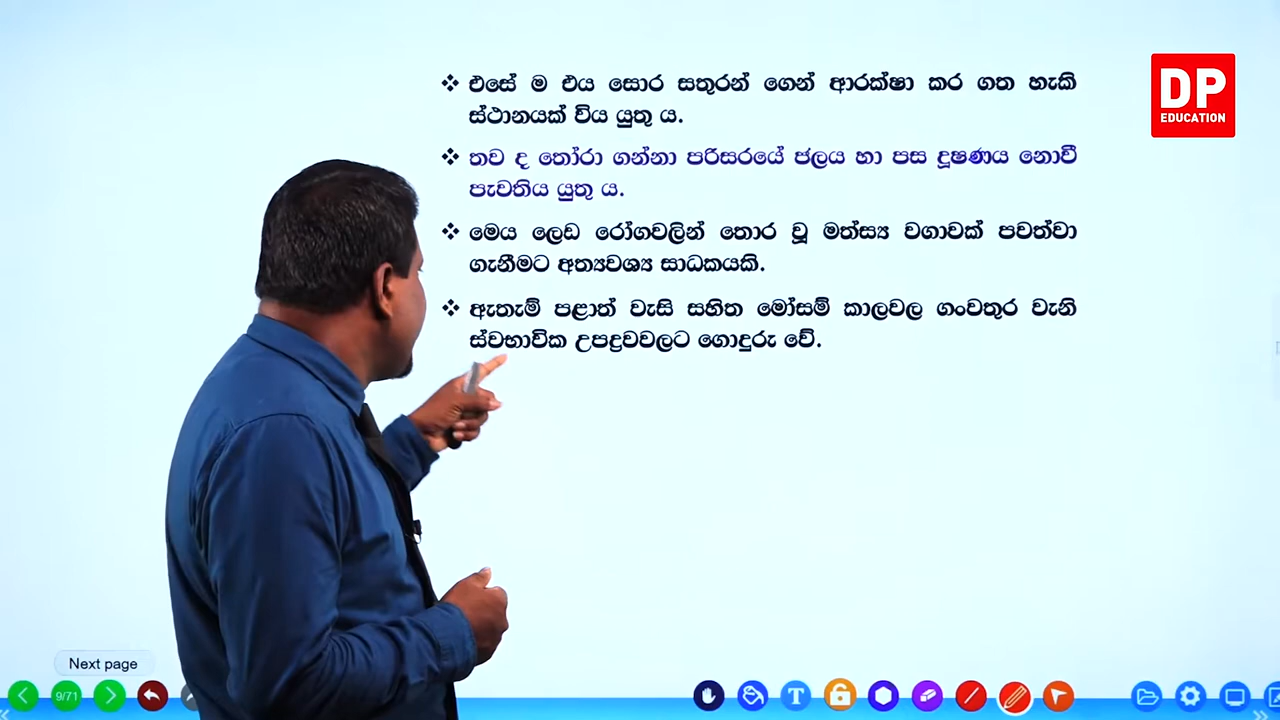 ❖ එසේ ම එය සොර සතුරන් ගෙන් ආරක්ෂා කර ගත හැකි
ස්ථානයක් විය යුතු ය.
❖ තව ද තෝරා ගන්නා පරිසරයේ ජලය හා පස දූෂණය නොවී
පැවතිය යුතු ය.
❖ මෙය ලෙඩ රෝගවලින් තොර වූ මත්ස්‍ය වගාවක් පවත්වා
ගැනීමට අත්‍යවශ්‍ය සාධකයකි.
❖ ඇතැම් පළාත් වැසි සහිත මෝසම් කාලවල ගංවතුර වැනි
ස්වභාවික උපද්‍රවවලට ගොදුරු වේ.
DP
EDUCATION
Next page
9/71
T